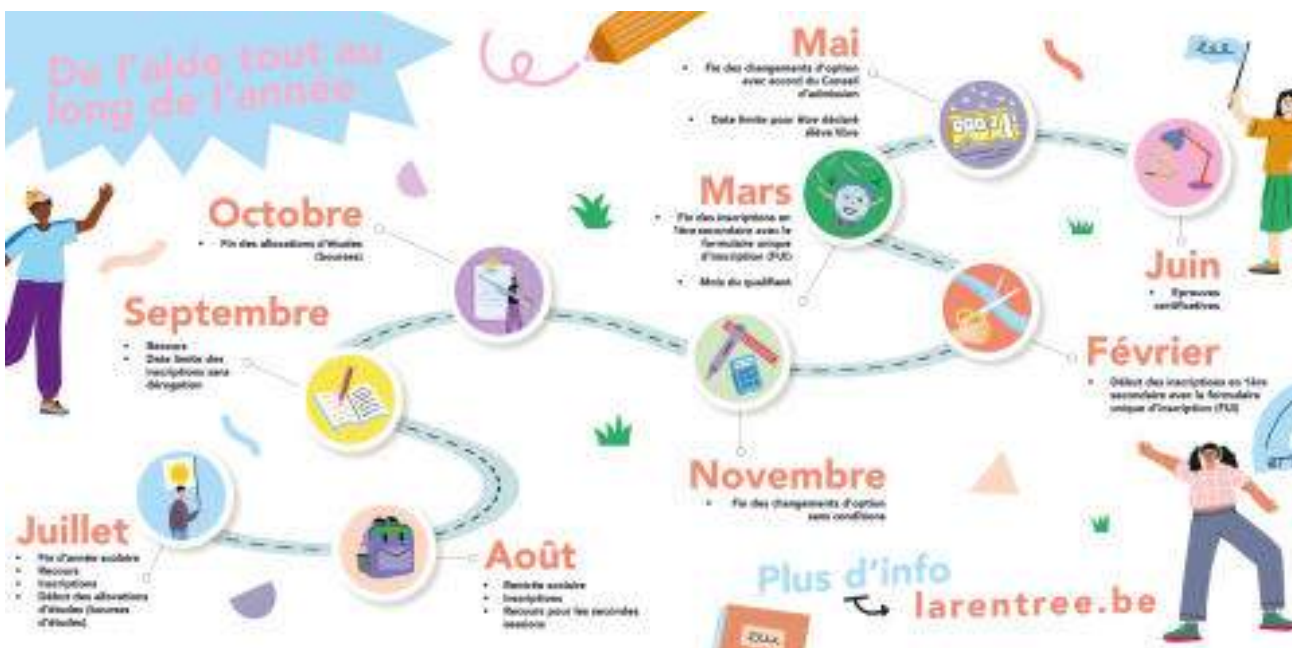 De l'aide tout au
long de l'année
Mai
• Fin des changements d'option
avec accord du Conseil
d'admission
• Date limite pour être déclaré
élève libre
Mars
• Fin des inscriptions en
1ère secondaire avec le
formulaire unique
d'inscription (FUI)
• Mois du qualifiant
Octobre
• Fin des allocations d'études
(bourses)
Juin
• Epreuves
certificatives
Septembre
• Recours
• Date limite des
inscriptions sans
dérogation
Février
• Début des inscriptions en 1ère
secondaire avec la formulaire
unique d'inscription (FUI)
Novembre
• Fin des changements d'option
sans conditions
Juillet
• Fin d'année scolaire
• Recours
• Inscriptions
• Début des allocations
d'études (bourses
d'études)
Août
• Rentrée scolaire
• Inscriptions
• Recours pour les secondes
sessions
Plus d'info
larentree.be